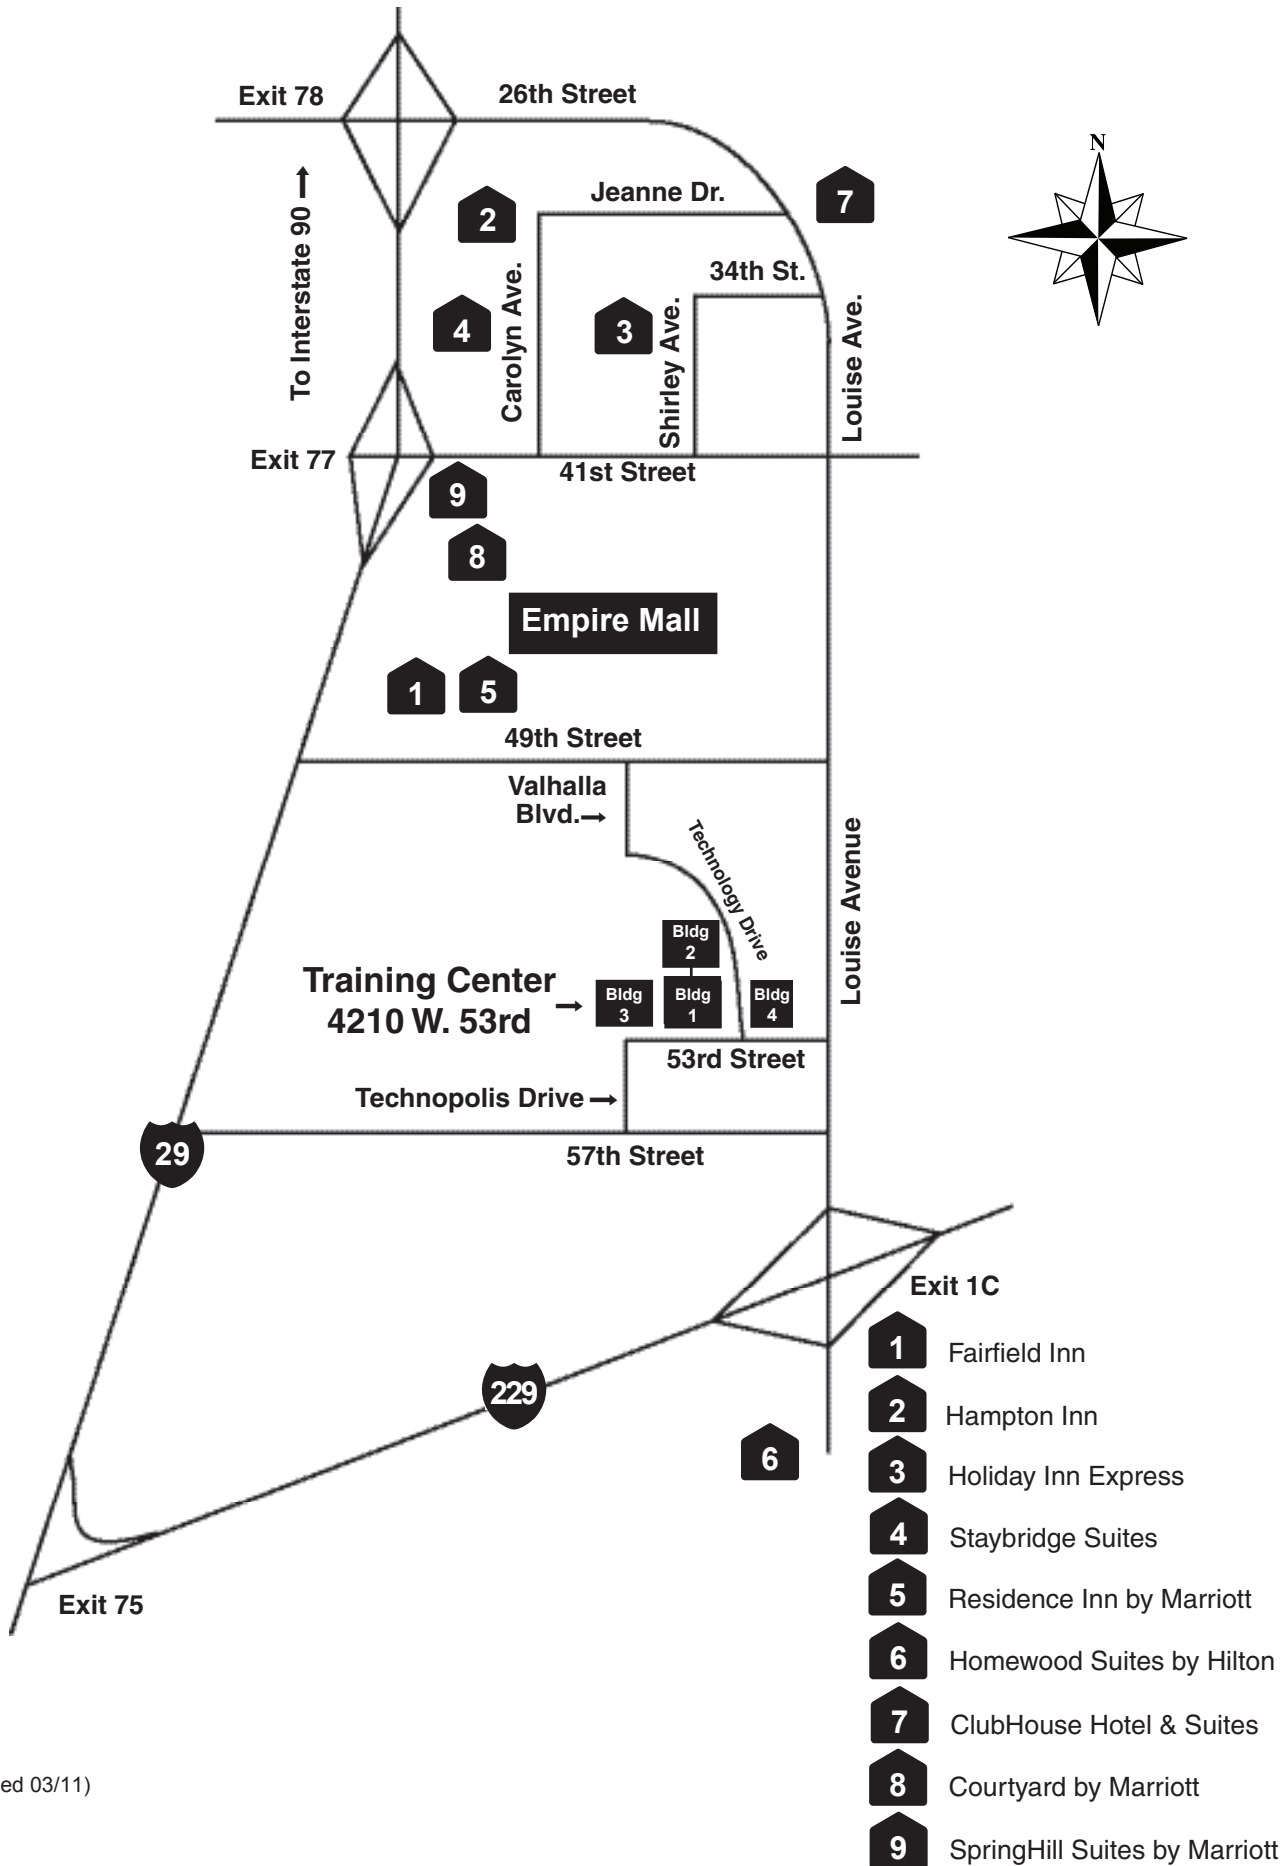 Exit 78
26th Street
N
To Interstate 90
2
Jeanne Dr.
7
34th St.
4
Carolyn Ave.
3
Shirley Ave.
Louise Ave.
Exit 77
41st Street
9
8
Empire Mall
1
5
49th Street
Valhalla
Blvd.
Technology Drive
Louise Avenue
Bldg
2
Training Center
4210 W. 53rd
Bldg
3
Bldg
1
Bldg
4
53rd Street
Technopolis Drive
29
57th Street
Exit 1C
229
6
Exit 75
1 Fairfield Inn
2 Hampton Inn
3 Holiday Inn Express
4 Staybridge Suites
5 Residence Inn by Marriott
6 Homewood Suites by Hilton
7 ClubHouse Hotel & Suites
8 Courtyard by Marriott
9 SpringHill Suites by Marriott
ed 03/11)